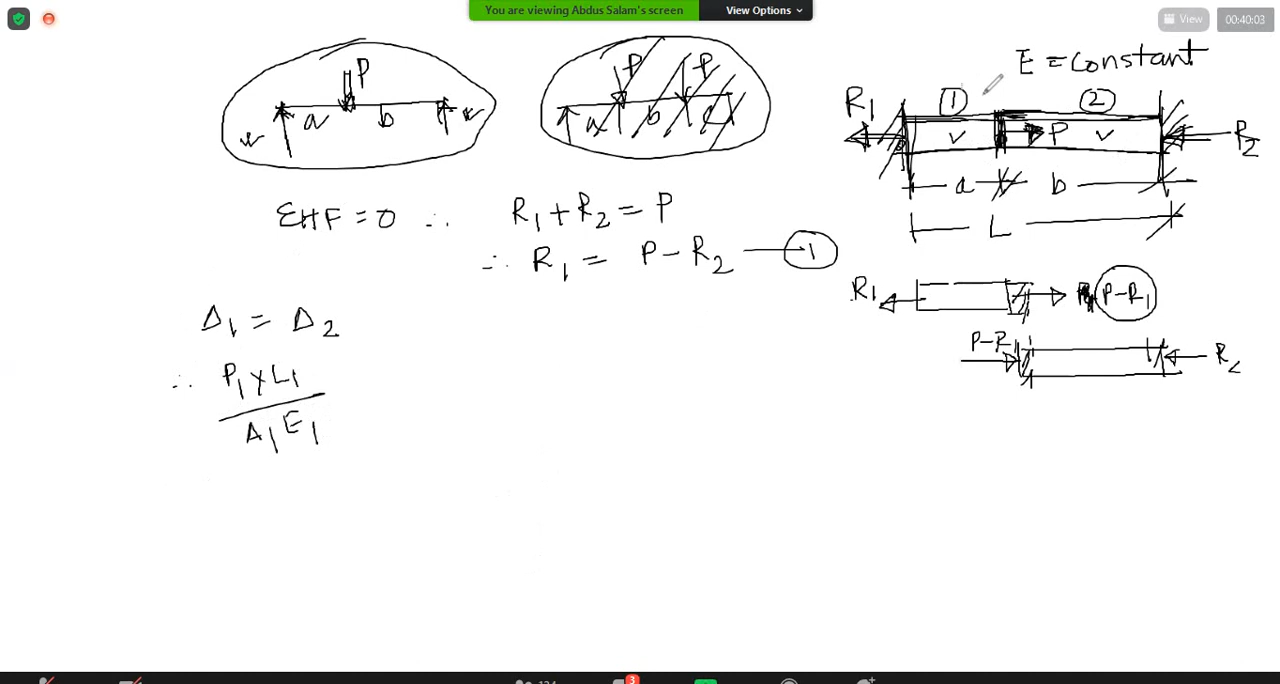 You are viewing Abdus Salam's screen
View Options
View
00:40:03
P
a b
P P
a b c
E = constant
R1 ① ② R2
P
a b
L
ΣHF = 0 ∴ R1 + R2 = P
∴ R1 = P - R2 ①
R1 P-R1
P-R1 R2
Δ1 = Δ2
∴ P1 x L1
A1 E1
3